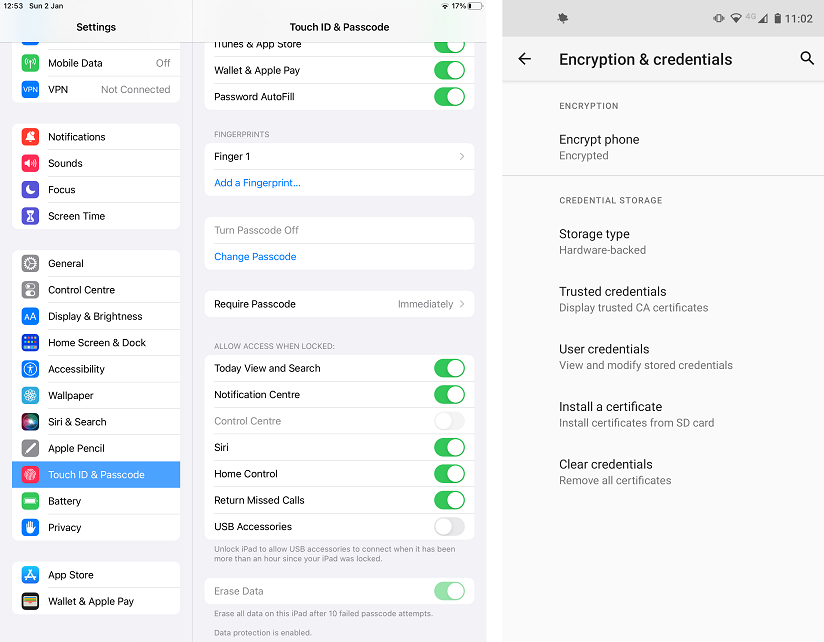 12:53 Sun 2 Jan
17%
Settings
Mobile Data Off
VPN VPN Not Connected
Notifications
Sounds
Focus
Screen Time
General
Control Centre
AA Display & Brightness
Home Screen & Dock
Accessibility
Wallpaper
Siri & Search
Apple Pencil
Touch ID & Passcode
Battery
Privacy
App Store
Wallet & Apple Pay
Touch ID & Passcode
iTunes & App Store
Wallet & Apple Pay
Password AutoFill
FINGERPRINTS
Finger 1
Add a Fingerprint...
Turn Passcode Off
Change Passcode
Require Passcode Immediately
ALLOW ACCESS WHEN LOCKED:
Today View and Search
Notification Centre
Control Centre
Siri
Home Control
Return Missed Calls
USB Accessories
Unlock iPad to allow USB accessories to connect when it has been
more than an hour since your iPad was locked.
Erase Data
Erase all data on this iPad after 10 failed passcode attempts.
Data protection is enabled.
4G 11:02
Encryption & credentials
ENCRYPTION
Encrypt phone
Encrypted
CREDENTIAL STORAGE
Storage type
Hardware-backed
Trusted credentials
Display trusted CA certificates
User credentials
View and modify stored credentials
Install a certificate
Install certificates from SD card
Clear credentials
Remove all certificates